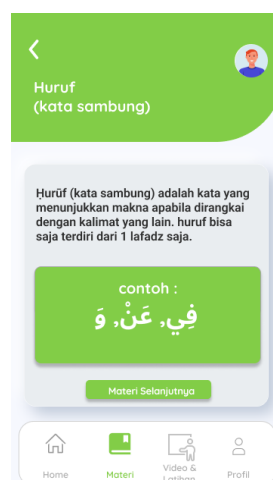 Huruf
(kata sambung)
Ḥurūf (kata sambung) adalah kata yang
menunjukkan makna apabila dirangkai
dengan kalimat yang lain. huruf bisa
saja terdiri dari 1 lafadz saja.
contoh :
فِي, عَنْ, وَ
Materi Selanjutnya
Home
Materi
Video &
Latihan
Profil